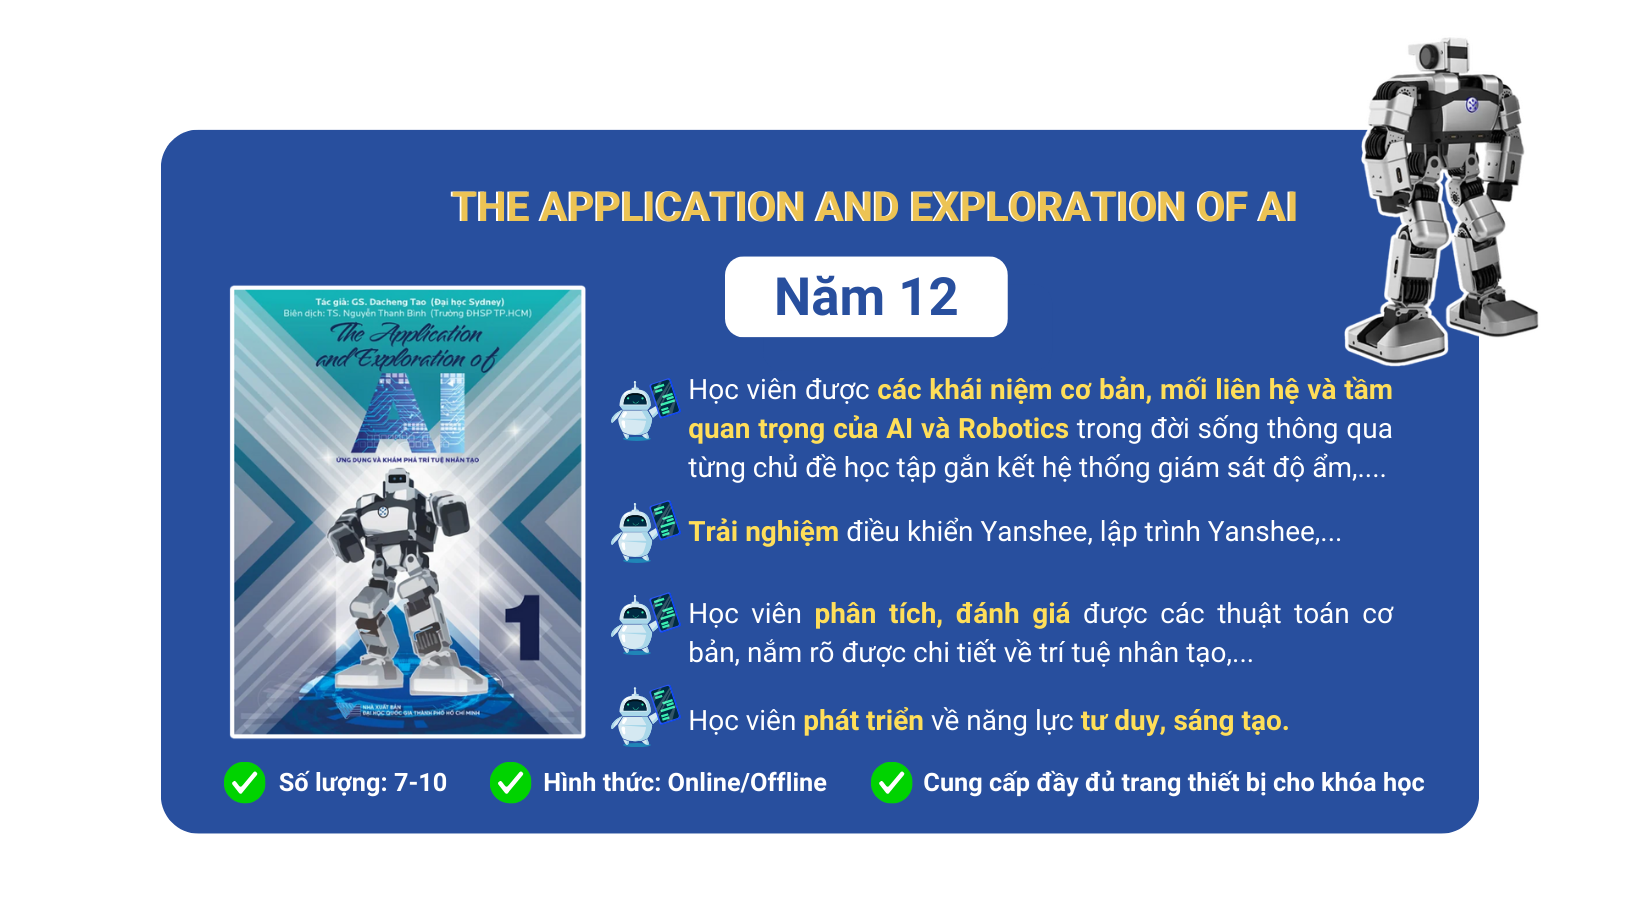 THE APPLICATION AND EXPLORATION OF AI
Năm 12
Tác giả: GS. Dacheng Tao (Đại học Sydney)
Biên dịch: TS. Nguyễn Thanh Bình (Trường ĐHSP TP.HCM)
The Application
and Exploration of
AI
ỨNG DỤNG VÀ KHÁM PHÁ TRÍ TUỆ NHÂN TẠO
1
NHÀ XUẤT BẢN
ĐẠI HỌC QUỐC GIA THÀNH PHỐ HỒ CHÍ MINH
Học viên được các khái niệm cơ bản, mối liên hệ và tầm
quan trọng của AI và Robotics trong đời sống thông qua
từng chủ đề học tập gắn kết hệ thống giám sát độ ẩm,....
Trải nghiệm điều khiển Yanshee, lập trình Yanshee,...
Học viên phân tích, đánh giá được các thuật toán cơ
bản, nắm rõ được chi tiết về trí tuệ nhân tạo,...
Học viên phát triển về năng lực tư duy, sáng tạo.
Số lượng: 7-10
Hình thức: Online/Offline
Cung cấp đầy đủ trang thiết bị cho khóa học